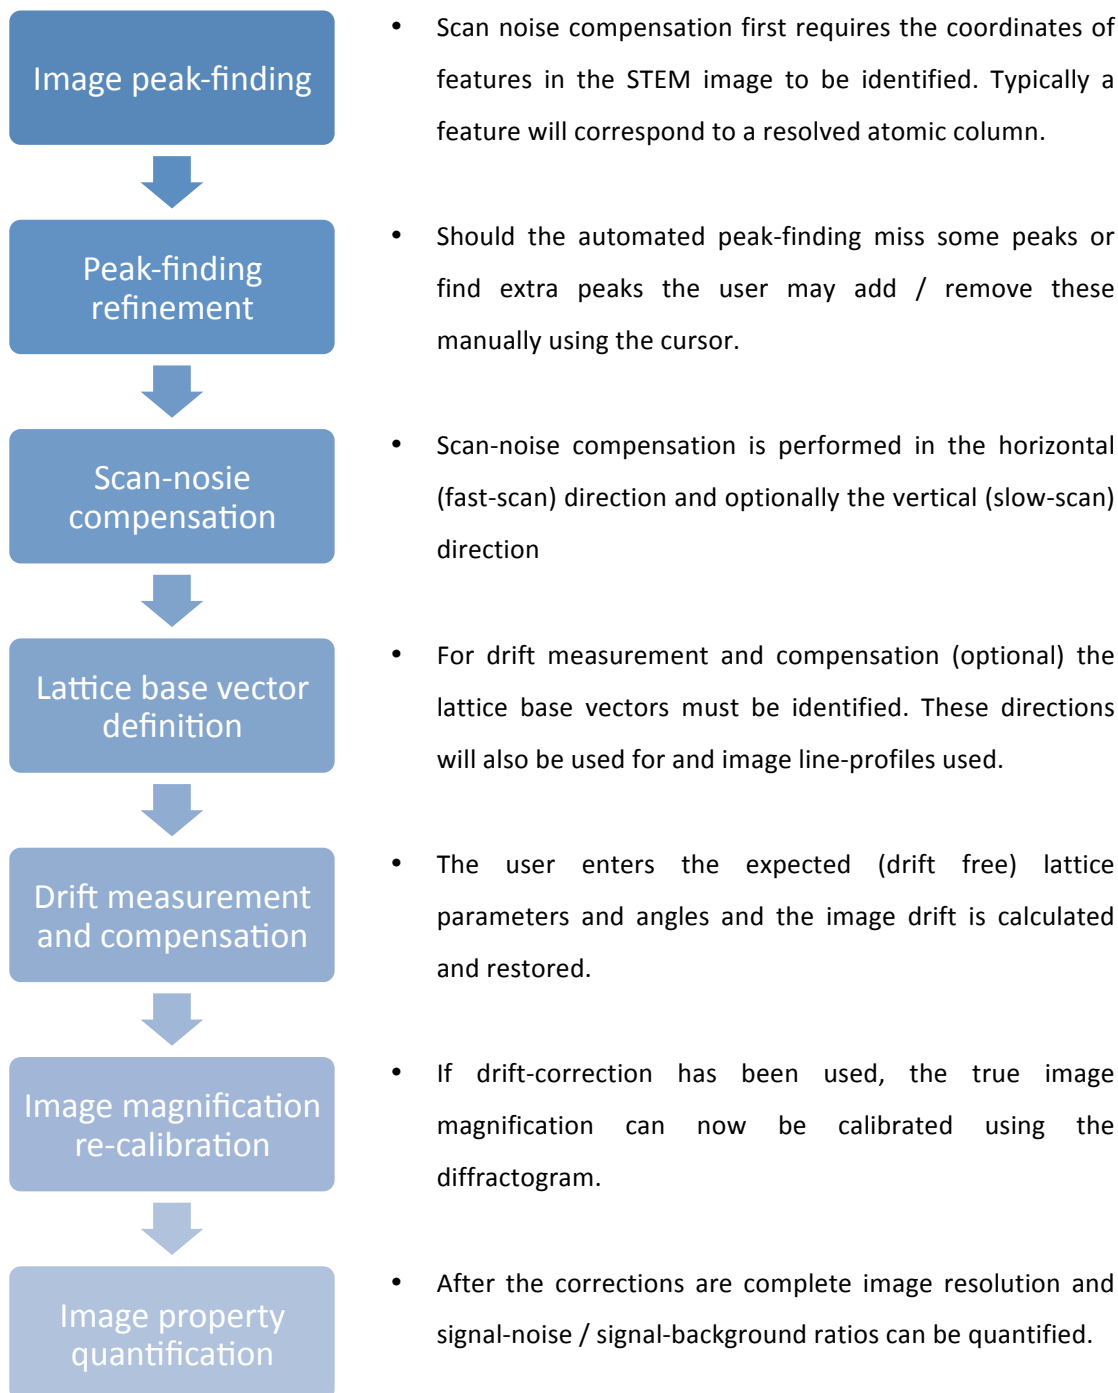 Image peak-finding
• Scan noise compensation first requires the coordinates of
features in the STEM image to be identified. Typically a
feature will correspond to a resolved atomic column.
Peak-finding
refinement
• Should the automated peak-finding miss some peaks or
find extra peaks the user may add / remove these
manually using the cursor.
Scan-nosie
compensation
• Scan-noise compensation is performed in the horizontal
(fast-scan) direction and optionally the vertical (slow-scan)
direction
Lattice base vector
definition
• For drift measurement and compensation (optional) the
lattice base vectors must be identified. These directions
will also be used for and image line-profiles used.
Drift measurement
and compensation
• The user enters the expected (drift free) lattice
parameters and angles and the image drift is calculated
and restored.
Image magnification
re-calibration
• If drift-correction has been used, the true image
magnification can now be calibrated using the
diffractogram.
Image property
quantification
• After the corrections are complete image resolution and
signal-noise / signal-background ratios can be quantified.